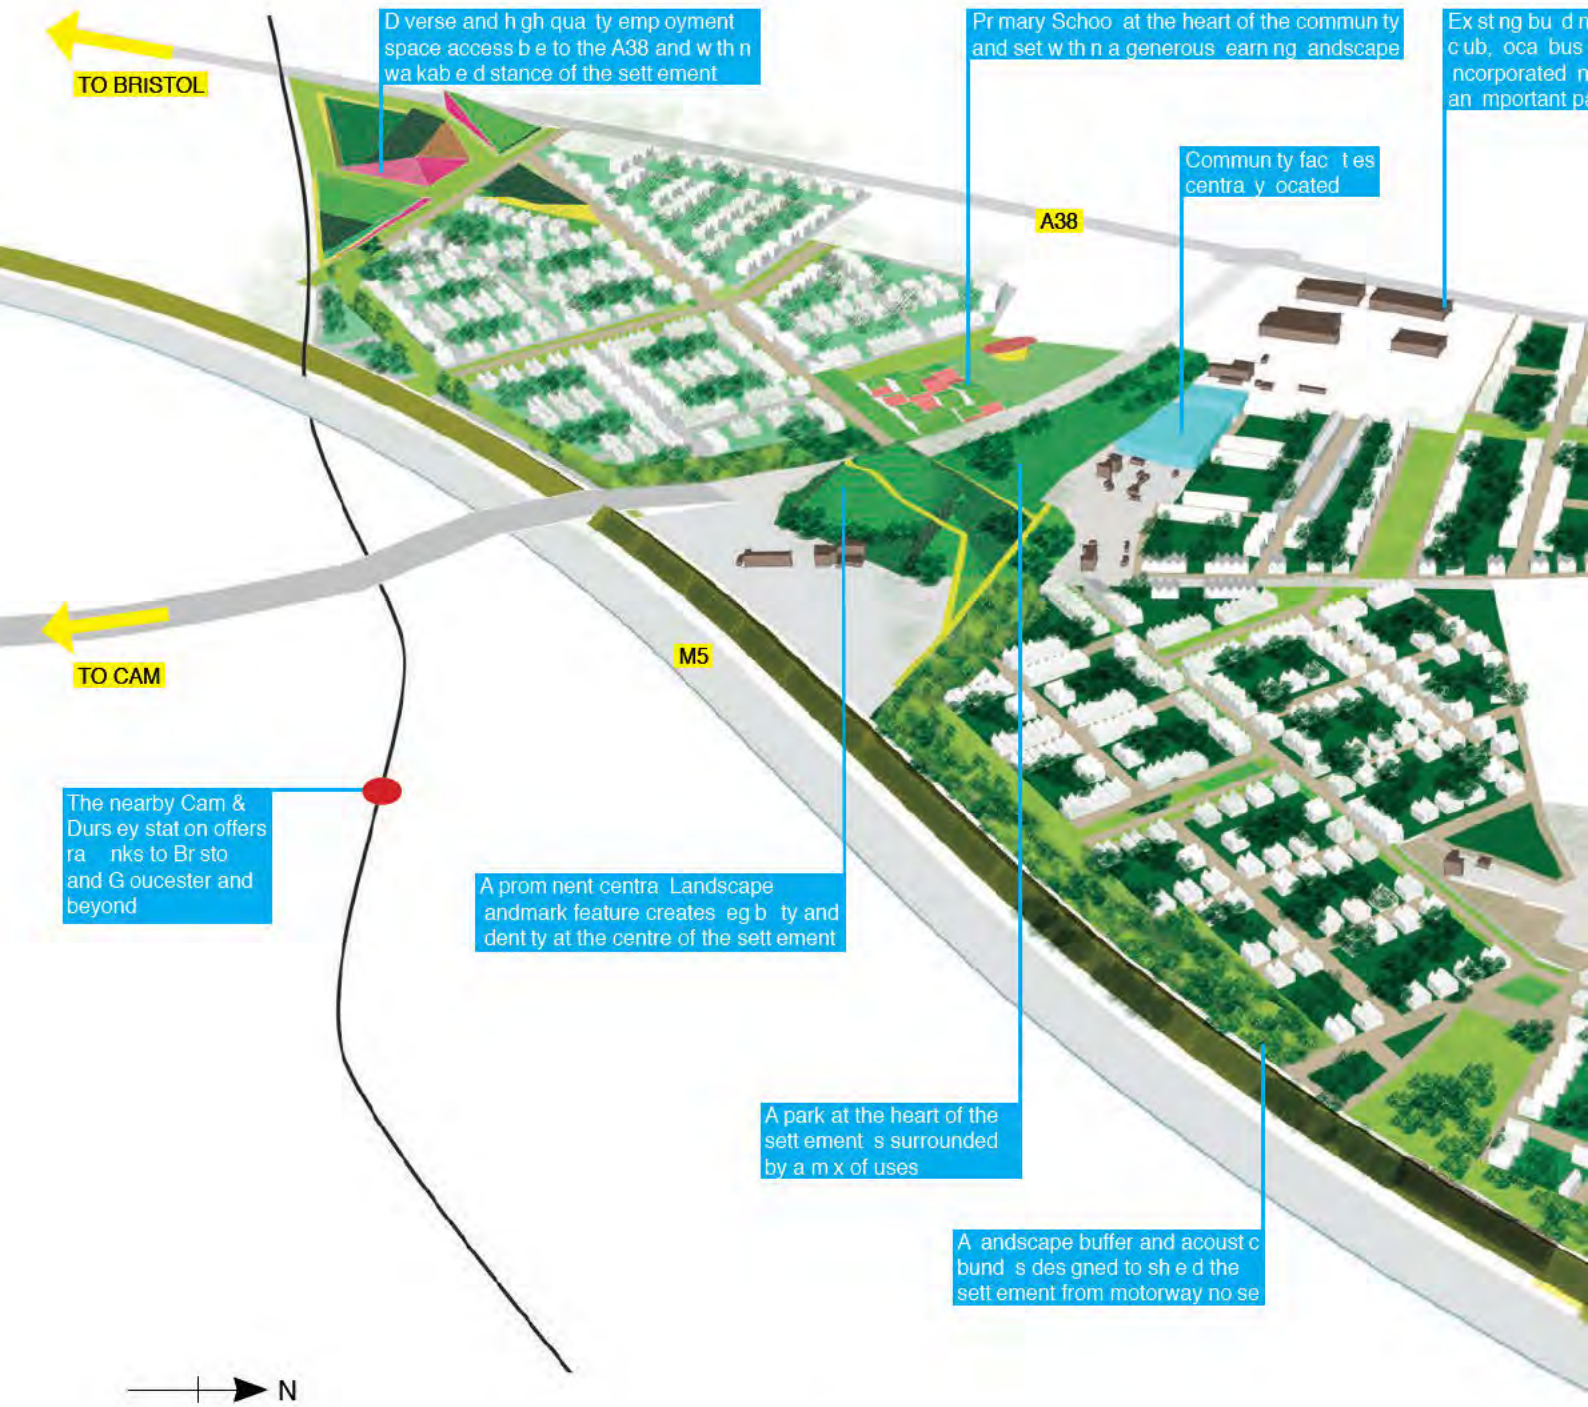 D verse and h gh qua ty emp oyment
space access b e to the A38 and w th n
wa kab e d stance of the sett ement
Pr mary Schoo at the heart of the commun ty
and set w th n a generous earn ng andscape
Ex st ng bu d n
c ub, oca bus
ncorporated n
an mportant pa
TO BRISTOL
Commun ty fac t es
centra y ocated
A38
TO CAM
M5
The nearby Cam &
Durs ey stat on offers
ra nks to Br sto
and G oucester and
beyond
A prom nent centra Landscape
andmark feature creates eg b ty and
dent ty at the centre of the sett ement
A park at the heart of the
sett ement s surrounded
by a m x of uses
A andscape buffer and acoust c
bund s des gned to sh e d the
sett ement from motorway no se
N